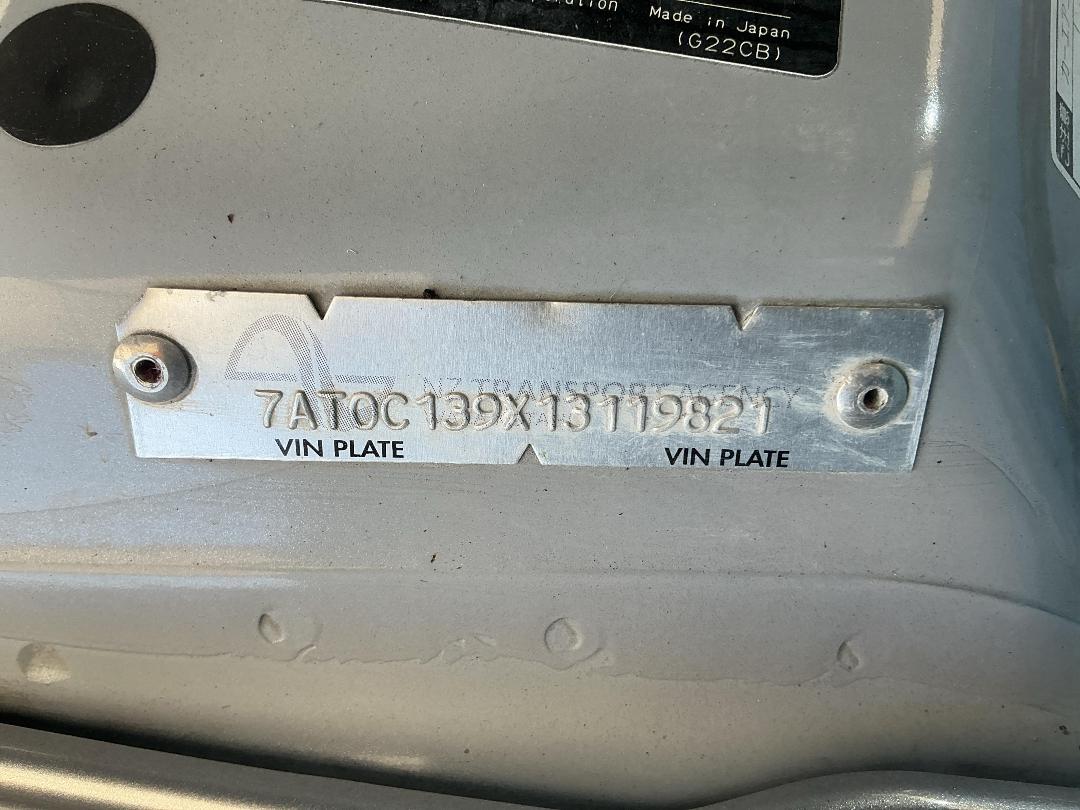 Made in Japan
(G22CB)
NZ TRANSPORT AGENCY
7AT0C139X13119821
VIN PLATE
VIN PLATE